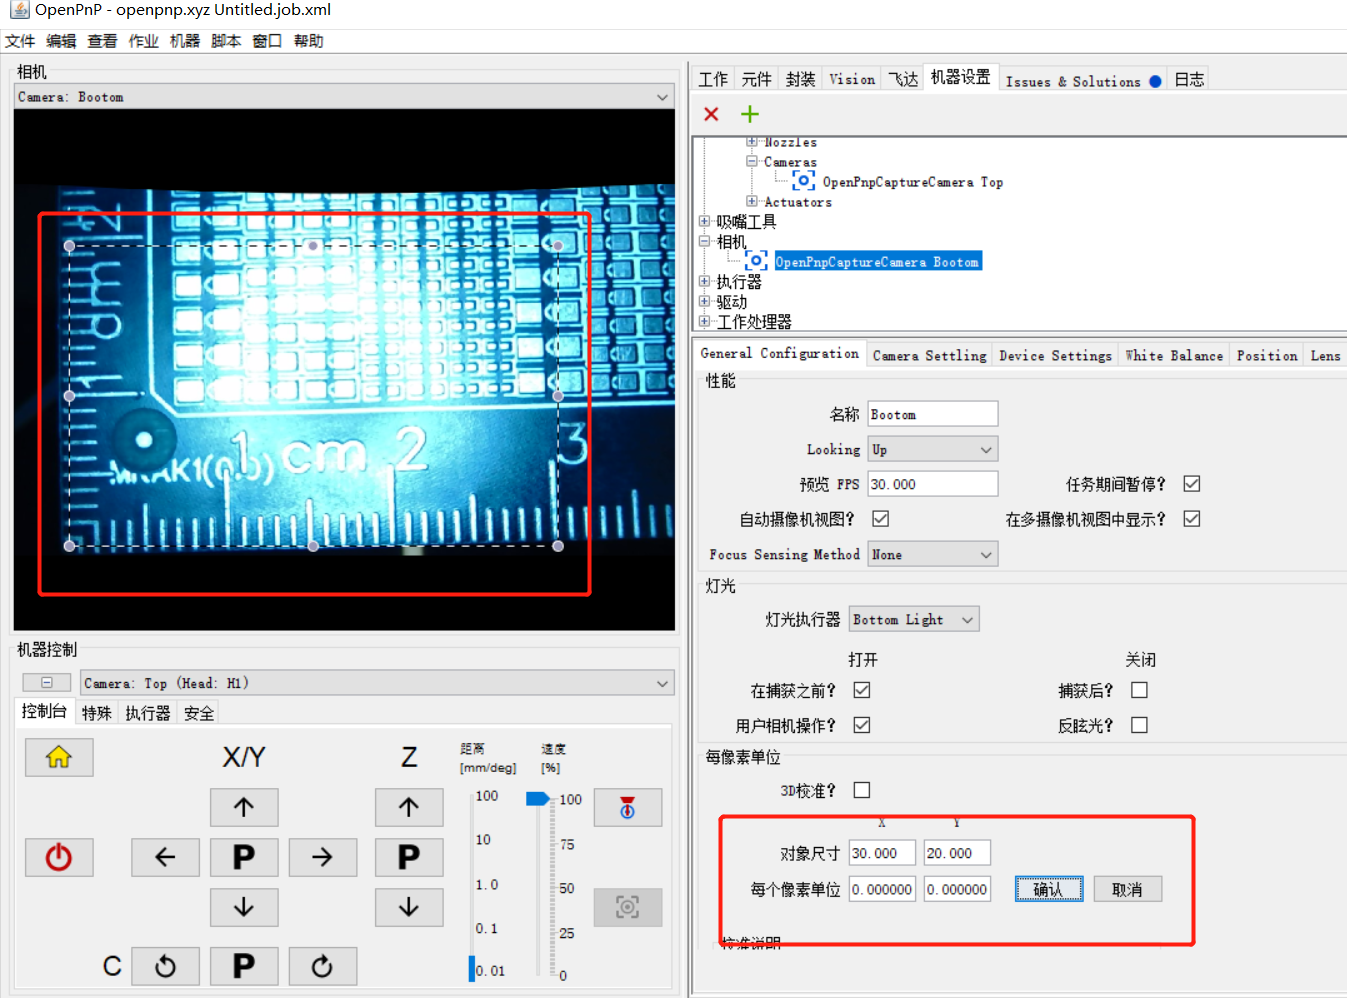 OpenPnP - openpnp.xyz Untitled.job.xml
文件 编辑 查看 作业 机器 脚本 窗口 帮助
相机
Camera: Bootom
1 cm 2 3
机器控制
Camera: Top (Head: H1)
控制台 特殊 执行器 安全
X/Y Z 距离 [mm/deg] 速度 [%]
100 100
10 75
1.0 50
0.1 25
0.01 0
P P
C P
工作 元件 封装 Vision 飞达 机器设置 Issues & Solutions 日志
Nozzles
Cameras
OpenPnpCaptureCamera Top
Actuators
吸嘴工具
相机
OpenPnpCaptureCamera Bootom
执行器
驱动
工作处理器
General Configuration Camera Settling Device Settings White Balance Position Lens
性能
名称 Bootom
Looking Up
预览 FPS 30.000 任务期间暂停?
自动摄像机视图? 在多摄像机视图中显示?
Focus Sensing Method None
灯光
灯光执行器 Bottom Light
打开 关闭
在捕获之前? 捕获后?
用户相机操作? 反眩光?
每像素单位
3D校准?
X Y
对象尺寸 30.000 20.000
每个像素单位 0.000000 0.000000 确认 取消
校准说明